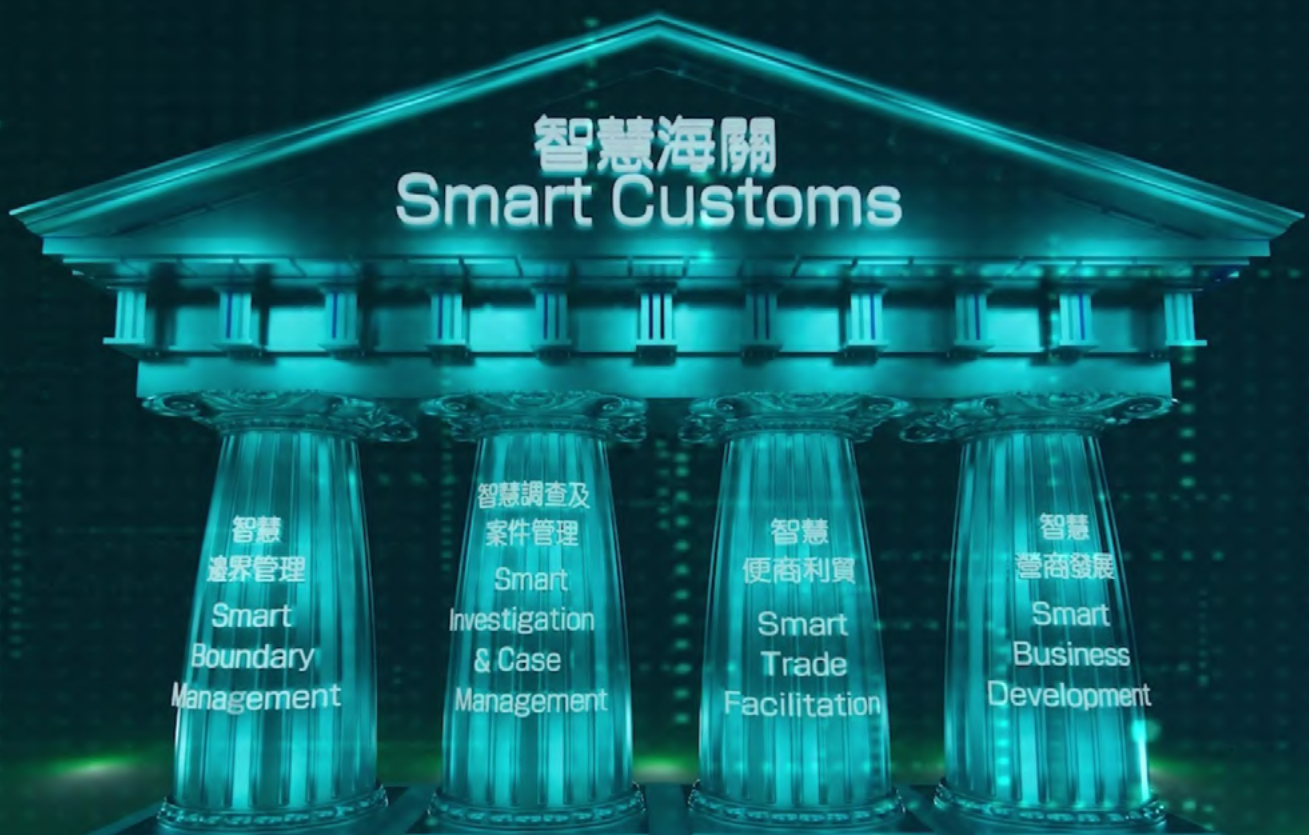 智慧海關
Smart Customs
智慧
邊界管理
Smart
Boundary
Management
智慧調查及
案件管理
Smart
Investigation
& Case
Management
智慧
便商利貿
Smart
Trade
Facilitation
智慧
營商發展
Smart
Business
Development